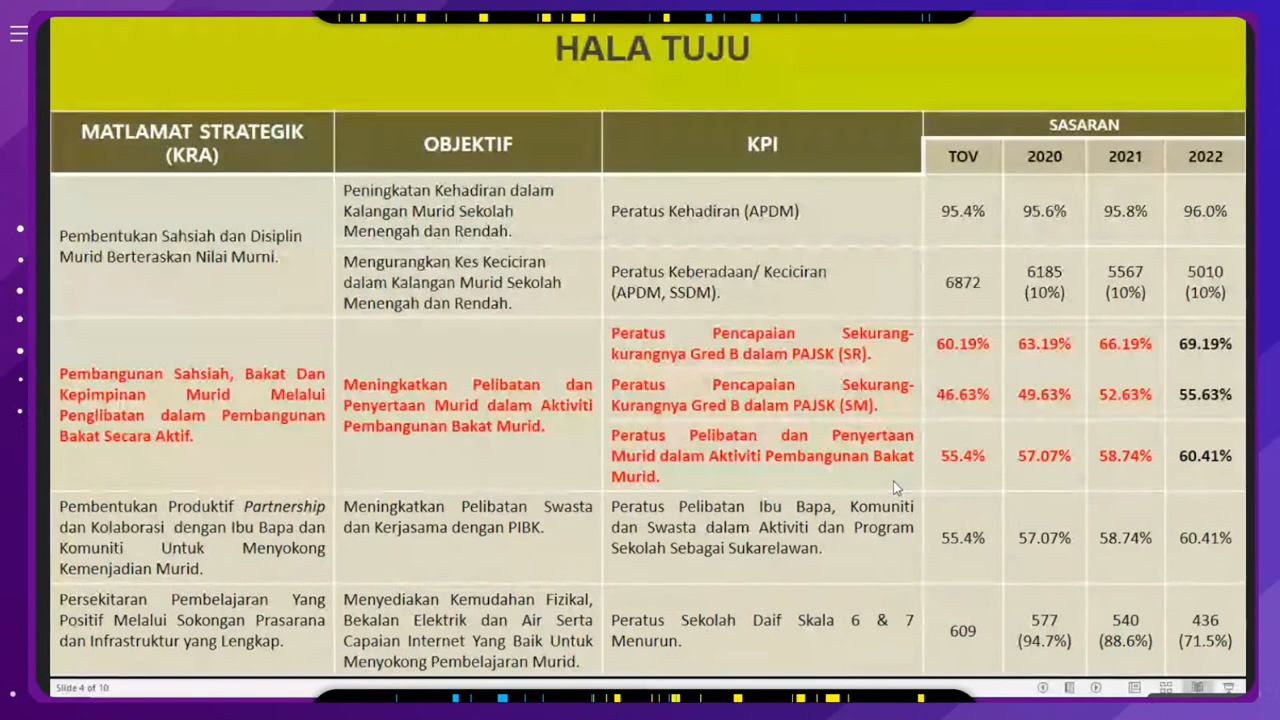 HALA TUJU
MATLAMAT STRATEGIK
(KRA)
OBJEKTIF
KPI
SASARAN
TOV
2020
2021
2022
Pembentukan Sahsiah dan Disiplin
Murid Berteraskan Nilai Murni.
Peningkatan Kehadiran dalam
Kalangan Murid Sekolah
Menengah dan Rendah.
Peratus Kehadiran (APDM)
95.4%
95.6%
95.8%
96.0%
Mengurangkan Kes Keciciran
dalam Kalangan Murid Sekolah
Menengah dan Rendah.
Peratus Keberadaan/ Keciciran
(APDM, SSDM).
6872
6185
(10%)
5567
(10%)
5010
(10%)
Pembangunan Sahsiah, Bakat Dan
Kepimpinan Murid Melalui
Penglibatan dalam Pembangunan
Bakat Secara Aktif.
Meningkatkan Pelibatan dan
Penyertaan Murid dalam Aktiviti
Pembangunan Bakat Murid.
Peratus Pencapaian Sekurang-
kurangnya Gred B dalam PAJSK (SR).
60.19%
63.19%
66.19%
69.19%
Peratus Pencapaian Sekurang-
Kurangnya Gred B dalam PAJSK (SM).
46.63%
49.63%
52.63%
55.63%
Peratus Pelibatan dan Penyertaan
Murid dalam Aktiviti Pembangunan Bakat
Murid.
55.4%
57.07%
58.74%
60.41%
Pembentukan Produktif Partnership
dan Kolaborasi dengan Ibu Bapa dan
Komuniti Untuk Menyokong
Kemenjadian Murid.
Meningkatkan Pelibatan Swasta
dan Kerjasama dengan PIBK.
Peratus Pelibatan Ibu Bapa, Komuniti
dan Swasta dalam Aktiviti dan Program
Sekolah Sebagai Sukarelawan.
55.4%
57.07%
58.74%
60.41%
Persekitaran Pembelajaran Yang
Positif Melalui Sokongan Prasarana
dan Infrastruktur yang Lengkap.
Menyediakan Kemudahan Fizikal,
Bekalan Elektrik dan Air Serta
Capaian Internet Yang Baik Untuk
Menyokong Pembelajaran Murid.
Peratus Sekolah Daif Skala 6 & 7
Menurun.
609
577
(94.7%)
540
(88.6%)
436
(71.5%)
Slide 4 of 10